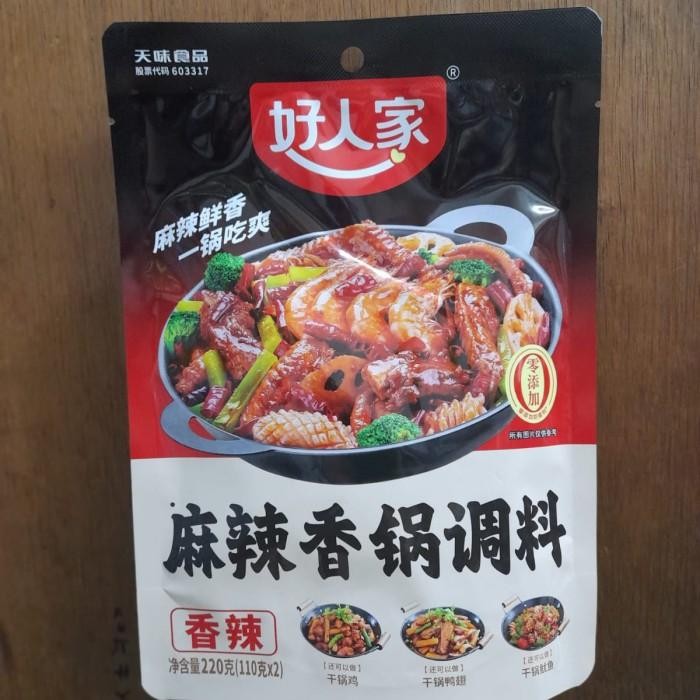 天味食品
股票代码 603317
®
好人家
麻辣鲜香
一锅吃爽
零添加
所有图片仅供参考
麻辣香锅调料
香辣
净含量220克(110克x2)
【还可以做】
干锅鸡
【还可以做】
干锅鸭翅
【还可以做】
干锅鱿鱼